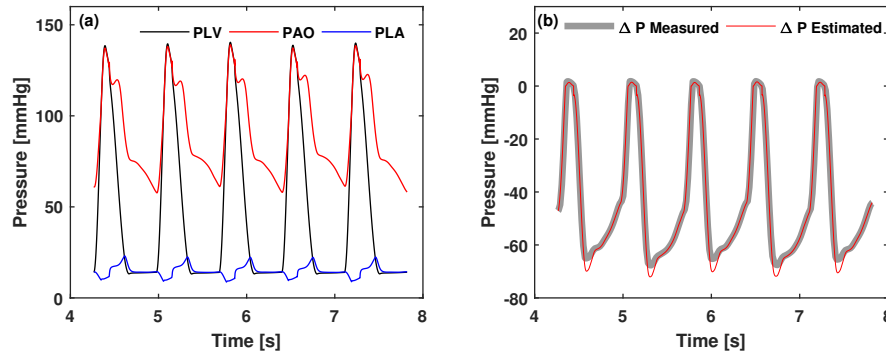 (a) PLV PAO PLA
150
100
50
0
Pressure [mmHg]
4 5 6 7 8
Time [s]
(b) Δ P Measured Δ P Estimated
20
0
-20
-40
-60
-80
Pressure [mmHg]
4 5 6 7 8
Time [s]